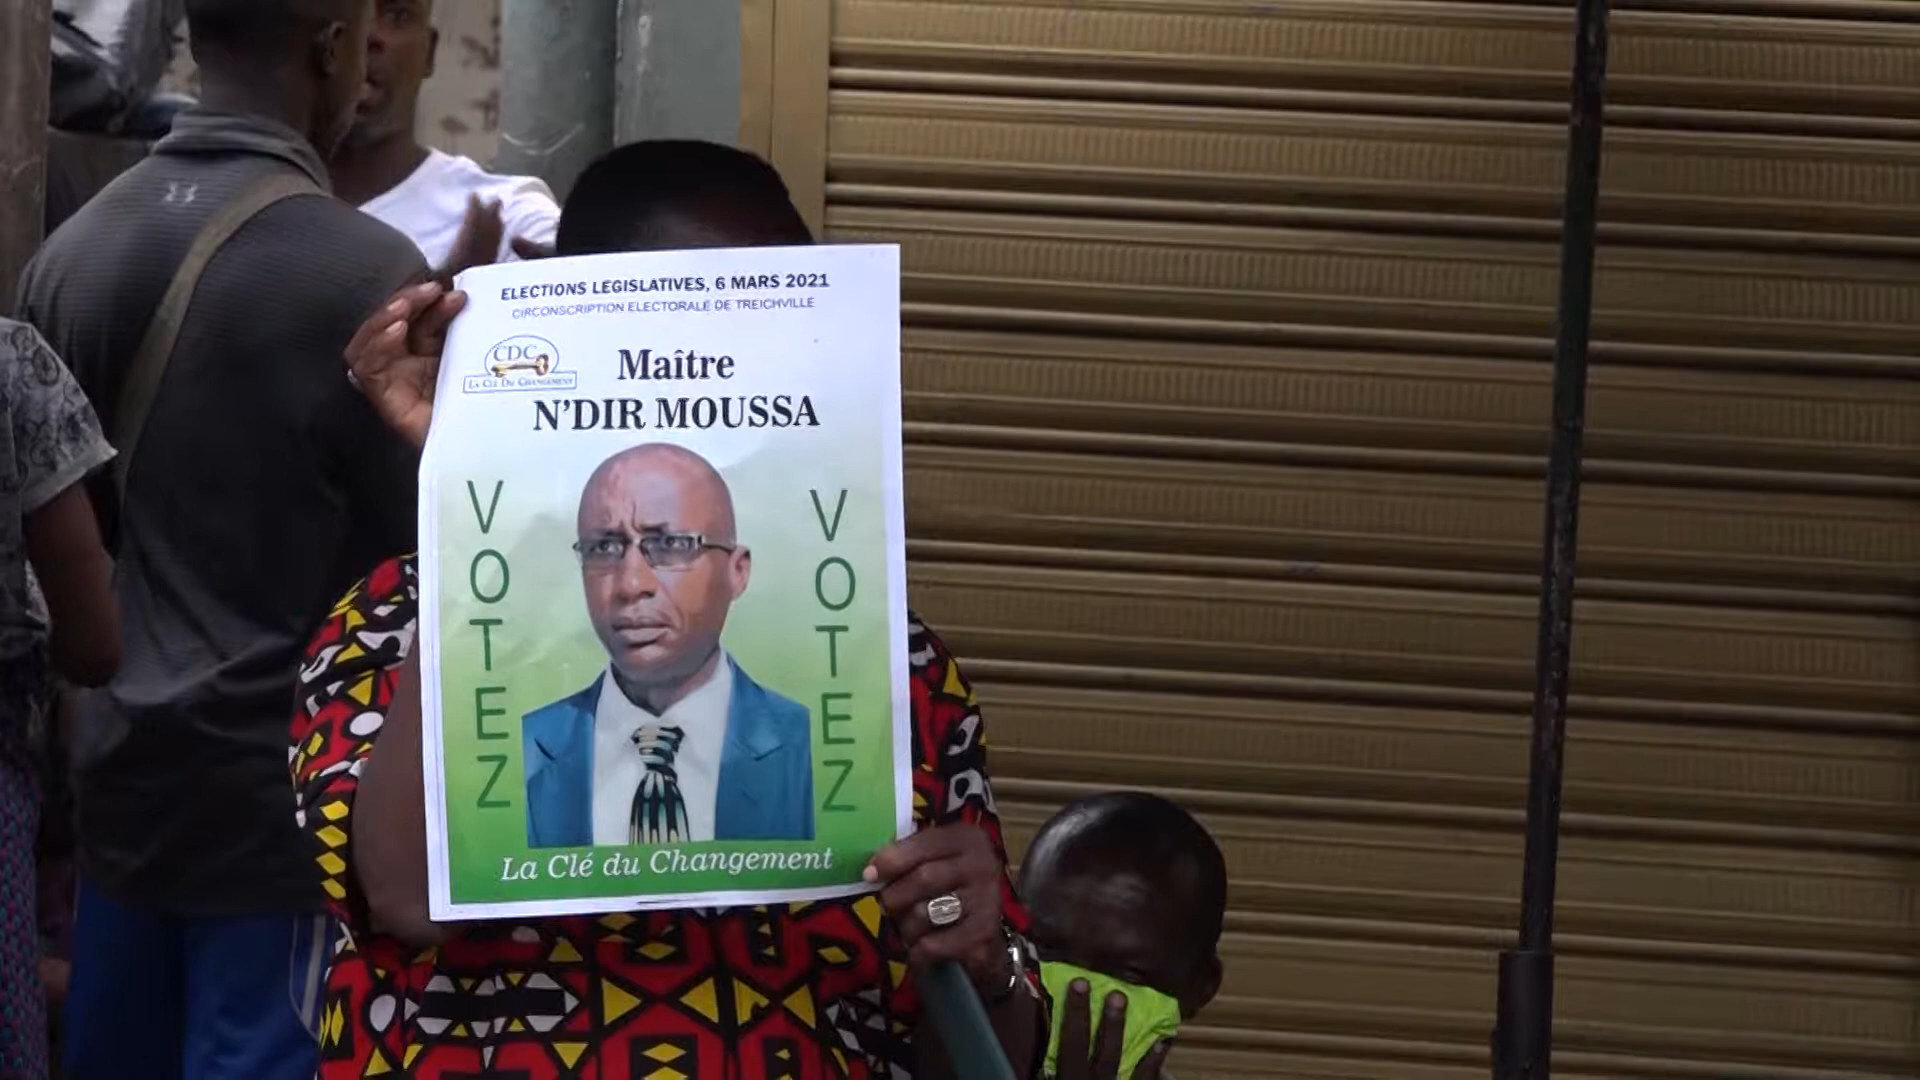 ELECTIONS LEGISLATIVES, 6 MARS 2021
CIRCONSCRIPTION ELECTORALE DE TREICHVILLE
CDC
LA CLÉ DU CHANGEMENT
Maître
N'DIR MOUSSA
VOTEZ
VOTEZ
La Clé du Changement